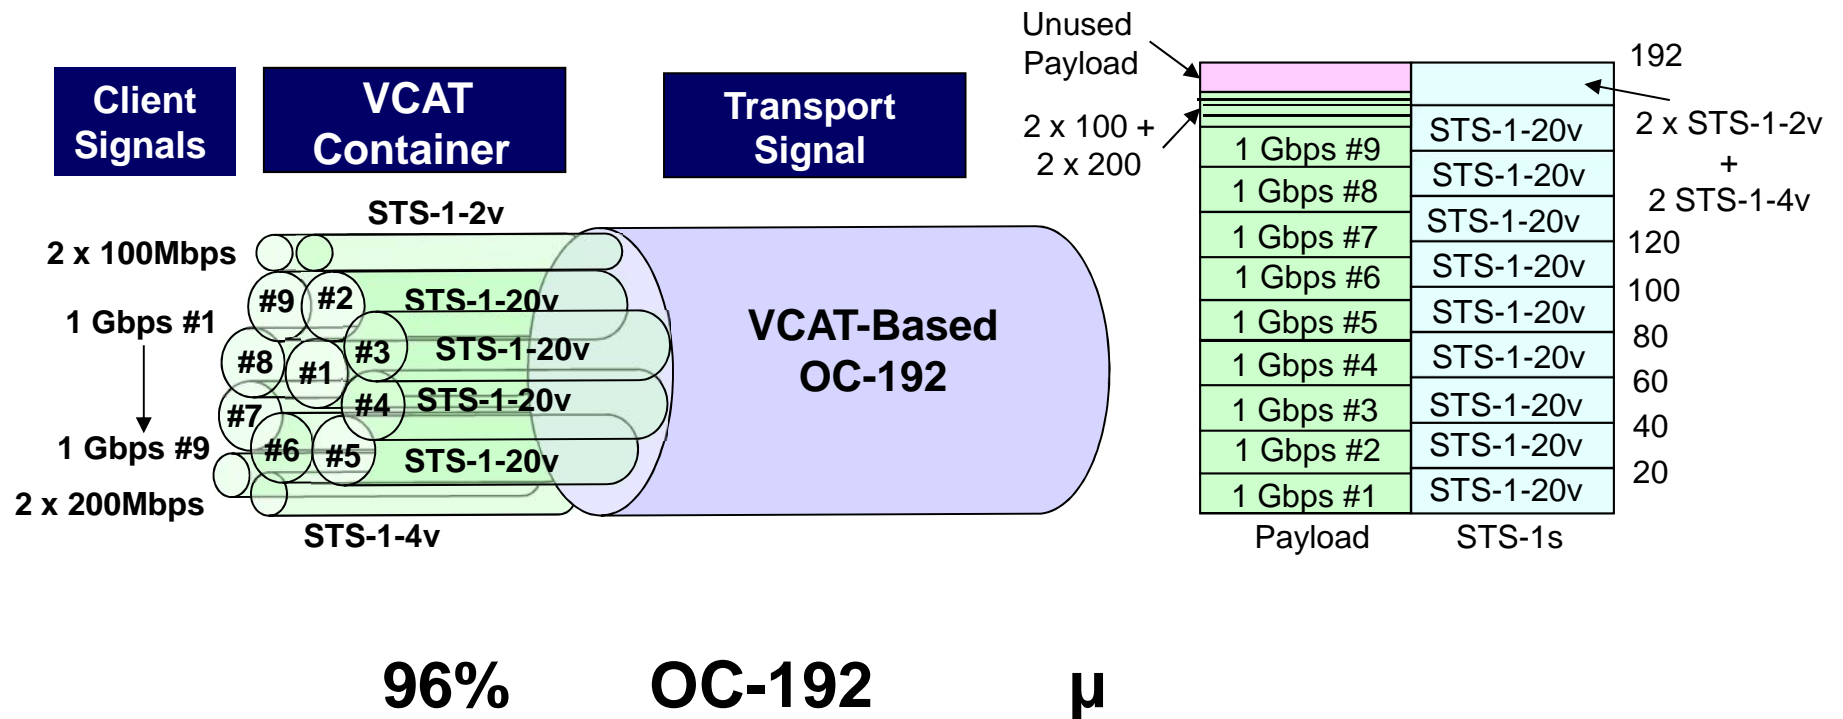 Client
Signals
VCAT
Container
Transport
Signal
STS-1-2v
2 x 100Mbps
#9
#2
STS-1-20v
1 Gbps #1
#8
#1
#3
STS-1-20v
#7
#4
STS-1-20v
1 Gbps #9
#6
#5
STS-1-20v
2 x 200Mbps
STS-1-4v
VCAT-Based
OC-192
Unused
Payload
2 x 100 +
2 x 200
1 Gbps #9
1 Gbps #8
1 Gbps #7
1 Gbps #6
1 Gbps #5
1 Gbps #4
1 Gbps #3
1 Gbps #2
1 Gbps #1
Payload
STS-1-20v
STS-1-20v
STS-1-20v
STS-1-20v
STS-1-20v
STS-1-20v
STS-1-20v
STS-1-20v
STS-1-20v
STS-1s
192
2 x STS-1-2v
+
2 STS-1-4v
120
100
80
60
40
20
96% OC-192 µ